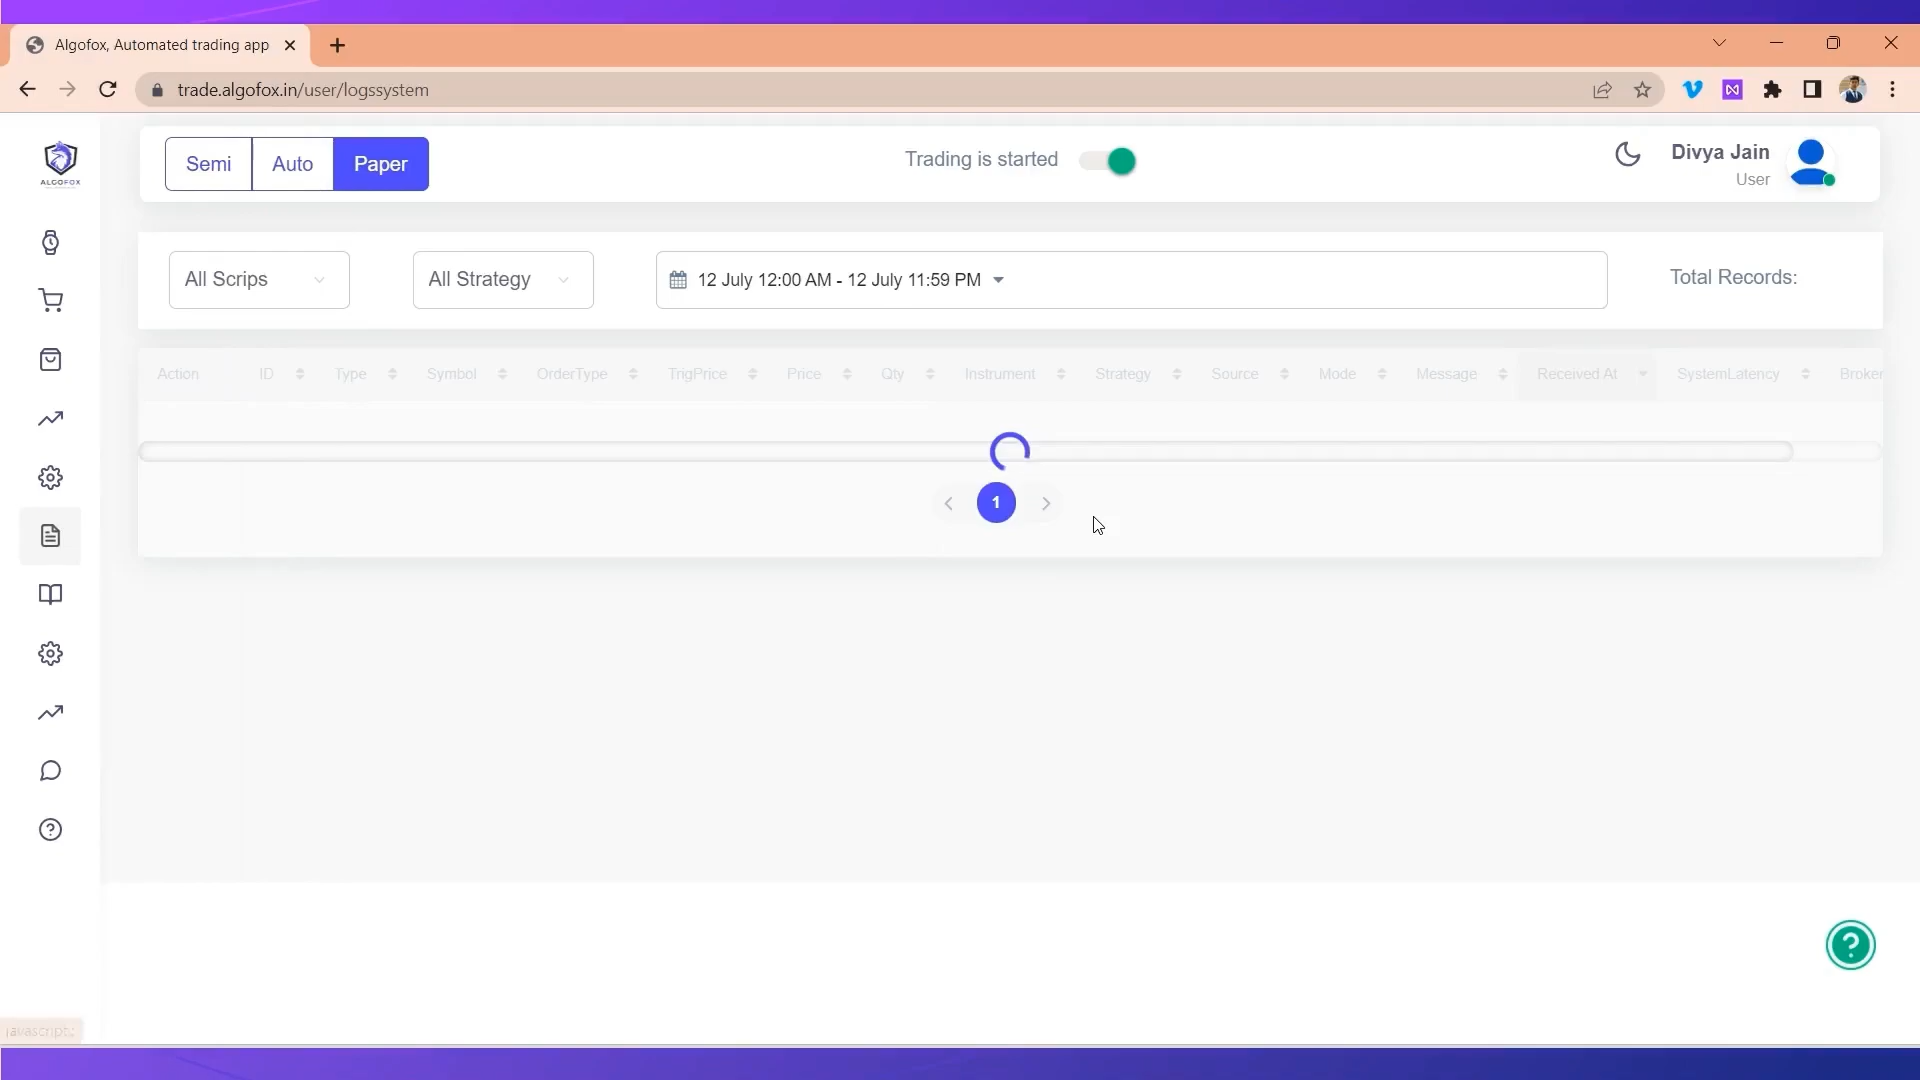 Algofox, Automated trading app
trade.algofox.in/user/logssystem
ALGOFOX
Semi Auto Paper
Trading is started
Divya Jain
User
All Scrips
All Strategy
12 July 12:00 AM - 12 July 11:59 PM
Total Records:
Action ID Type Symbol OrderType TrigPrice Price Qty Instrument Strategy Source Mode Message Received At SystemLatency Broker
1
?
javascript: